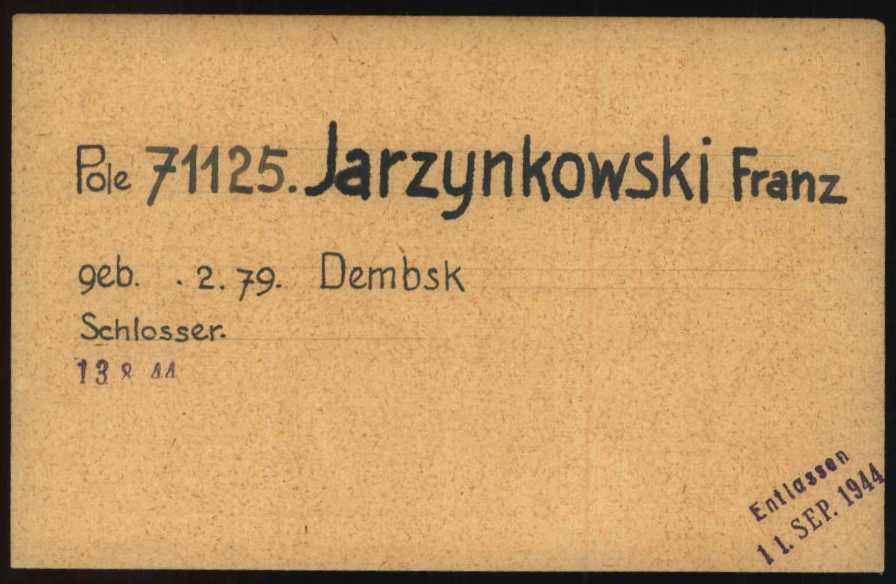 Pole 71125. Jarzynkowski Franz
geb. . 2. 79. Dembsk
Schlosser.
13 8 44
Entlassen
11. SEP. 1944